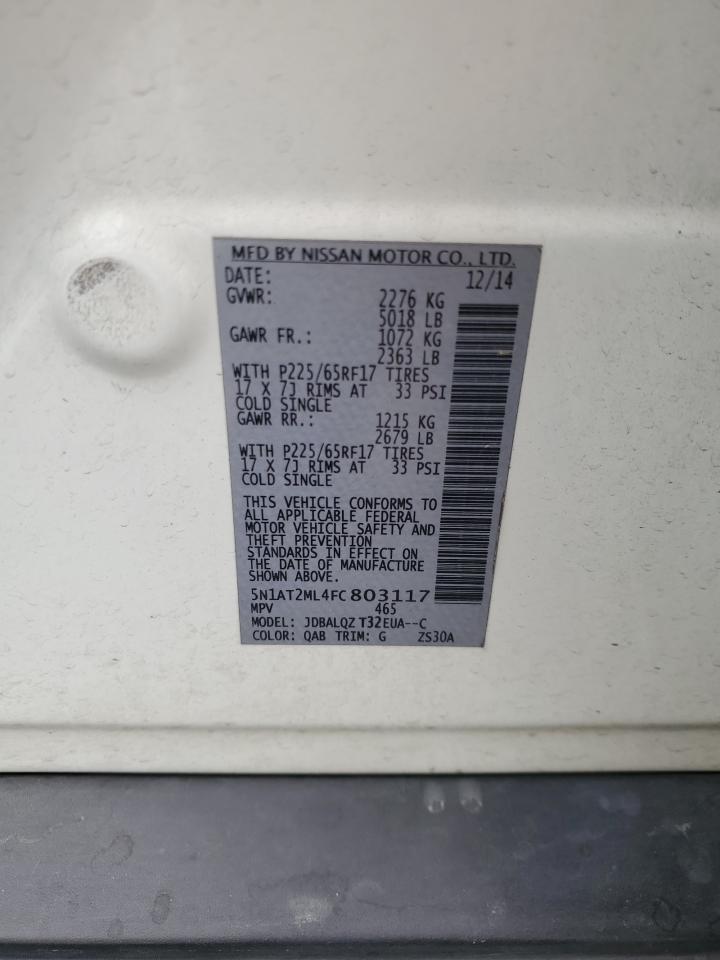 MFD BY NISSAN MOTOR CO., LTD.
DATE: 12/14
GVWR: 2276 KG
5018 LB
GAWR FR.: 1072 KG
2363 LB
WITH P225/65RF17 TIRES
17 X 7J RIMS AT 33 PSI
COLD SINGLE
GAWR RR.: 1215 KG
2679 LB
WITH P225/65RF17 TIRES
17 X 7J RIMS AT 33 PSI
COLD SINGLE
THIS VEHICLE CONFORMS TO
ALL APPLICABLE FEDERAL
MOTOR VEHICLE SAFETY AND
THEFT PREVENTION
STANDARDS IN EFFECT ON
THE DATE OF MANUFACTURE
SHOWN ABOVE.
5N1AT2ML4FC803117
MPV 465
MODEL: JDBALQZ T32EUA--C
COLOR: QAB TRIM: G ZS30A